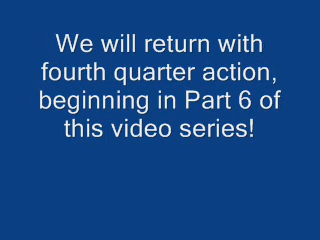 We will return with
fourth quarter action,
beginning in Part 6 of
this video series!